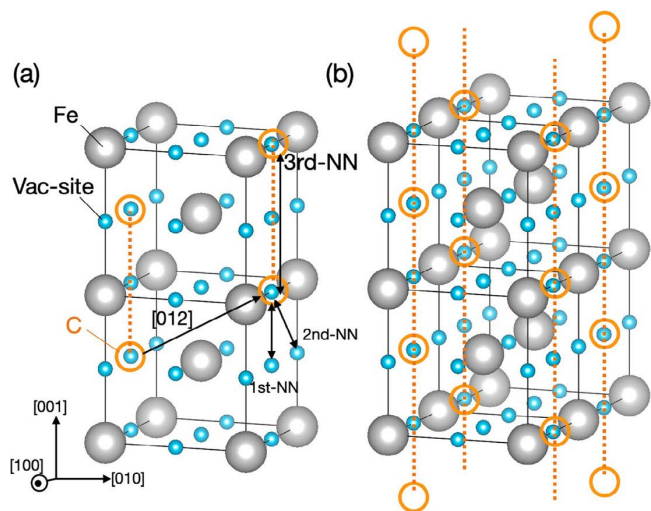 (a)
(b)
Fe
3rd-NN
Vac-site
[012]
C
2nd-NN
1st-NN
[001]
[100]
[010]